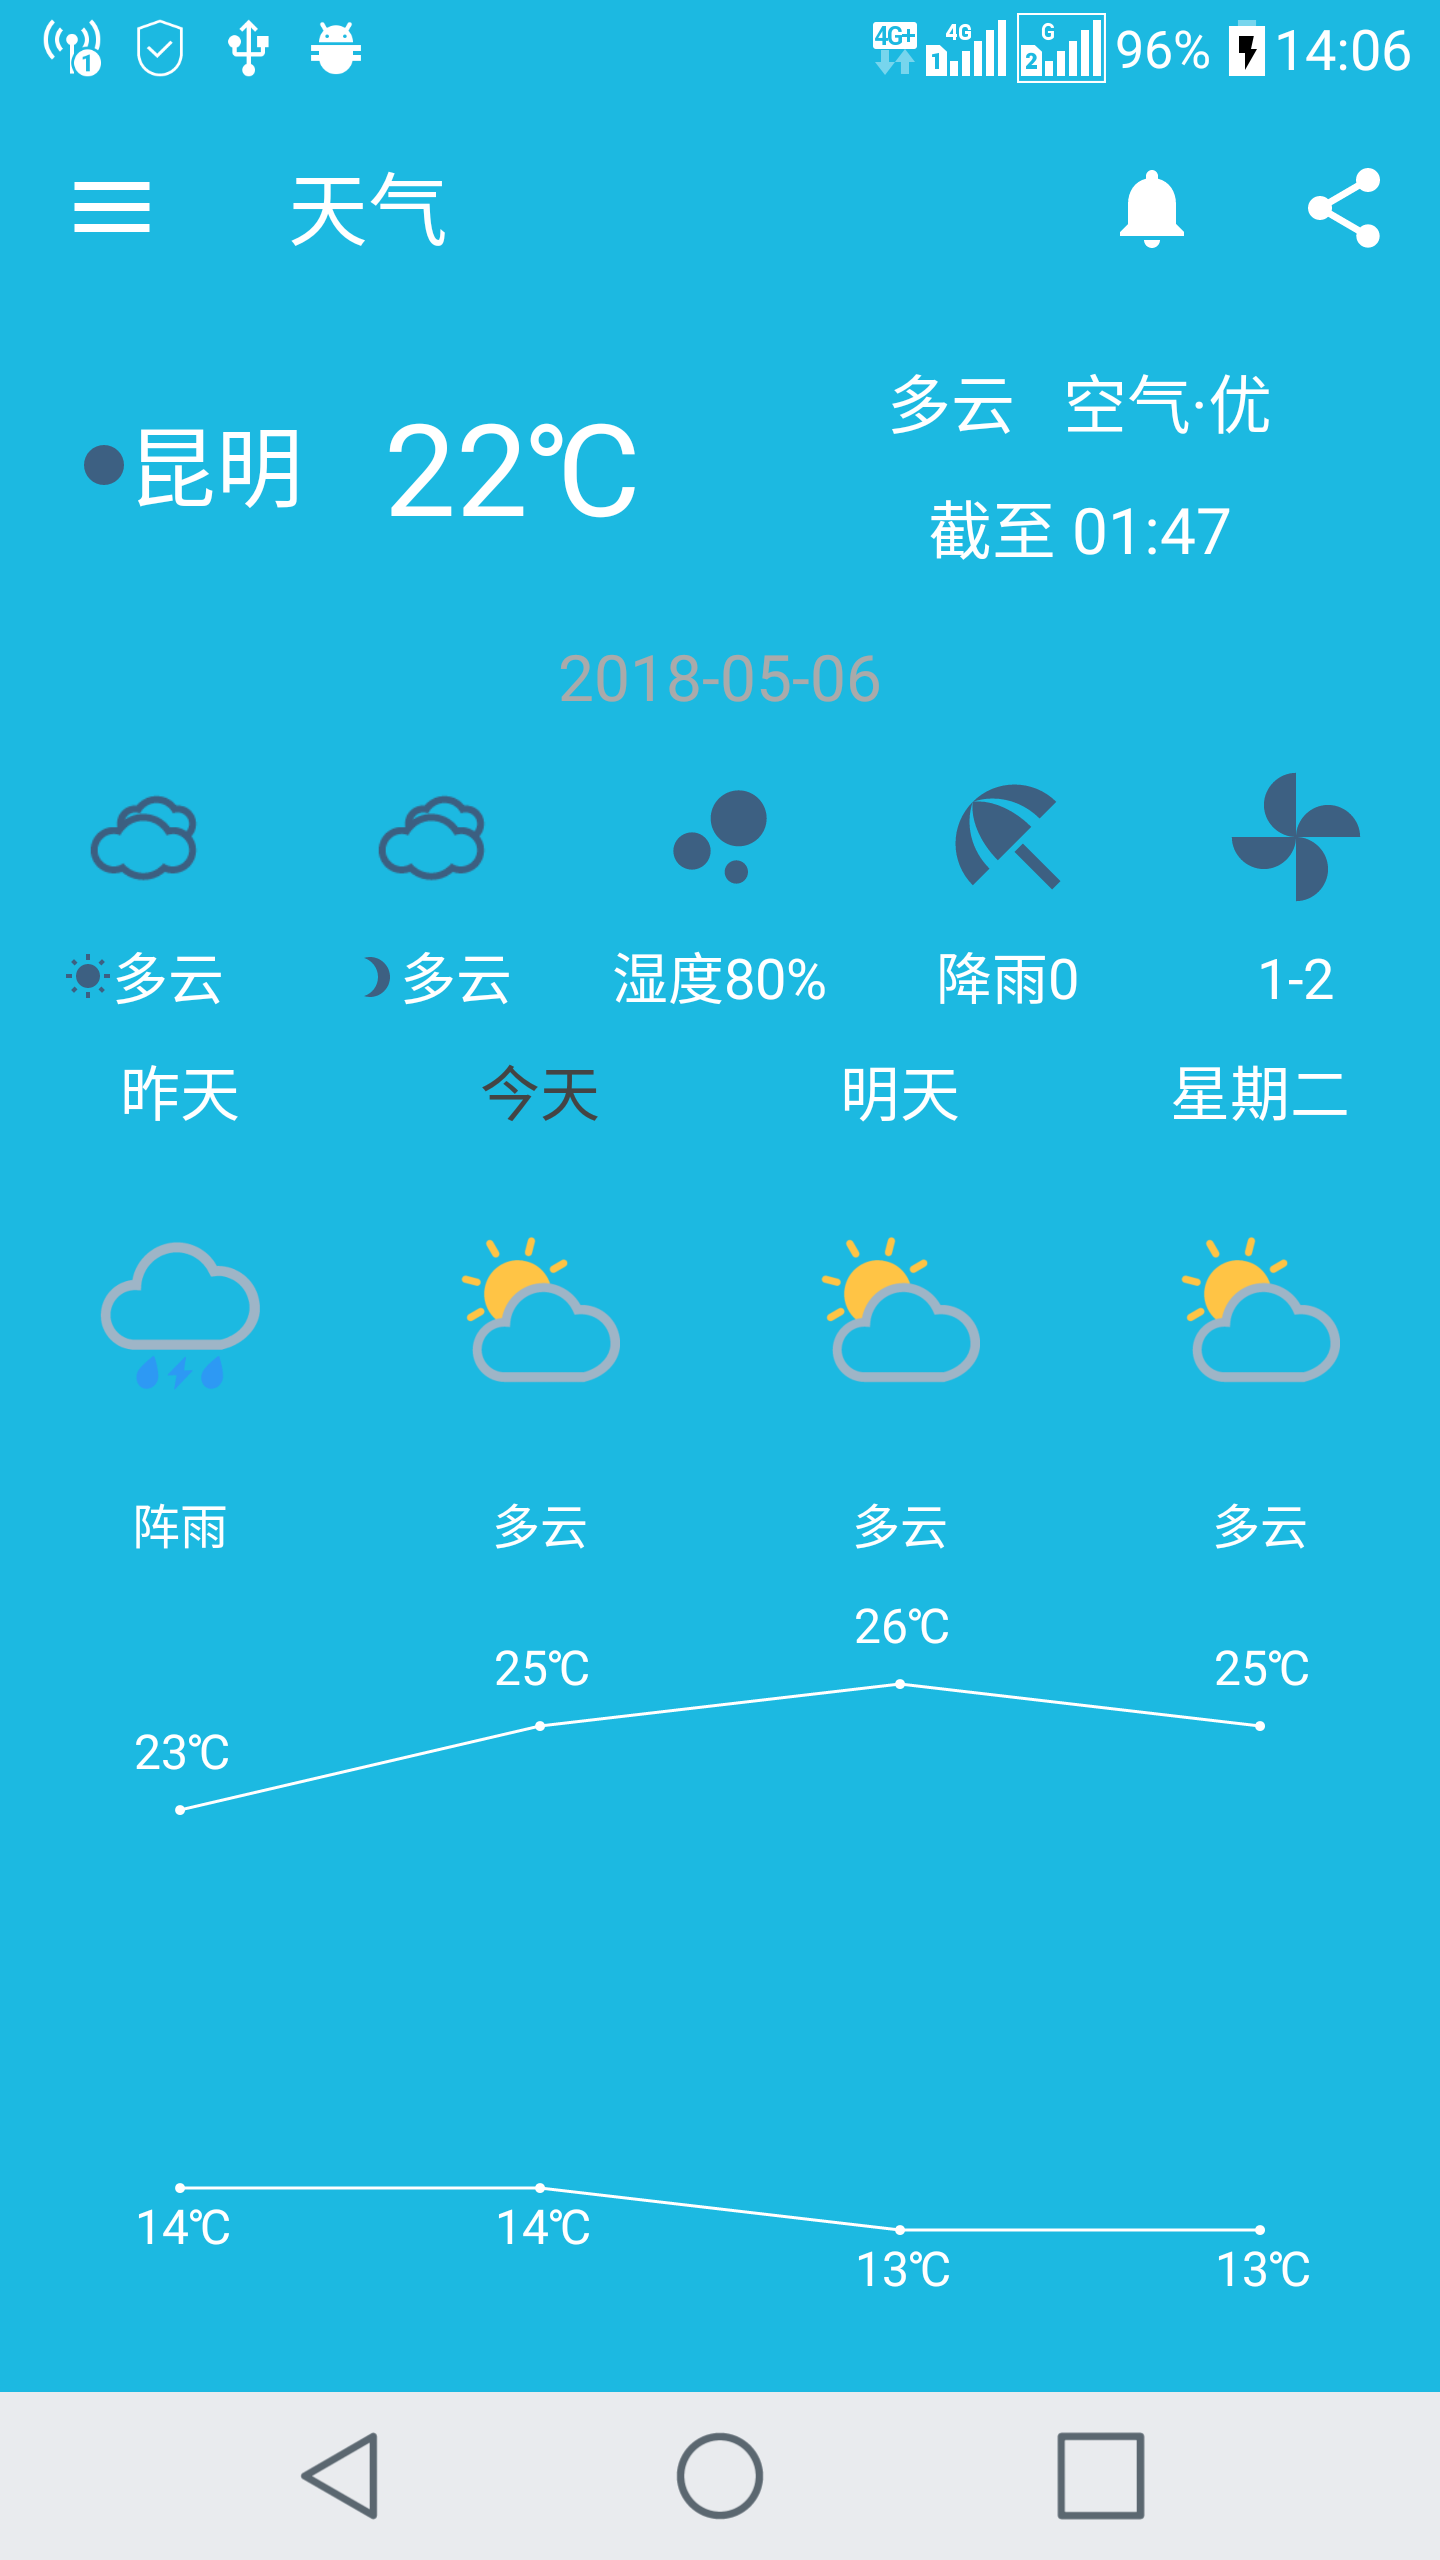 1 4G+ 1 4G 2 G 96% 14:06
天气
多云 空气·优
昆明 22℃
截至 01:47
2018-05-06
多云 多云 湿度80% 降雨0 1-2
昨天 今天 明天 星期二
阵雨 多云 多云 多云
26℃
25℃ 25℃
23℃
14℃ 14℃
13℃ 13℃